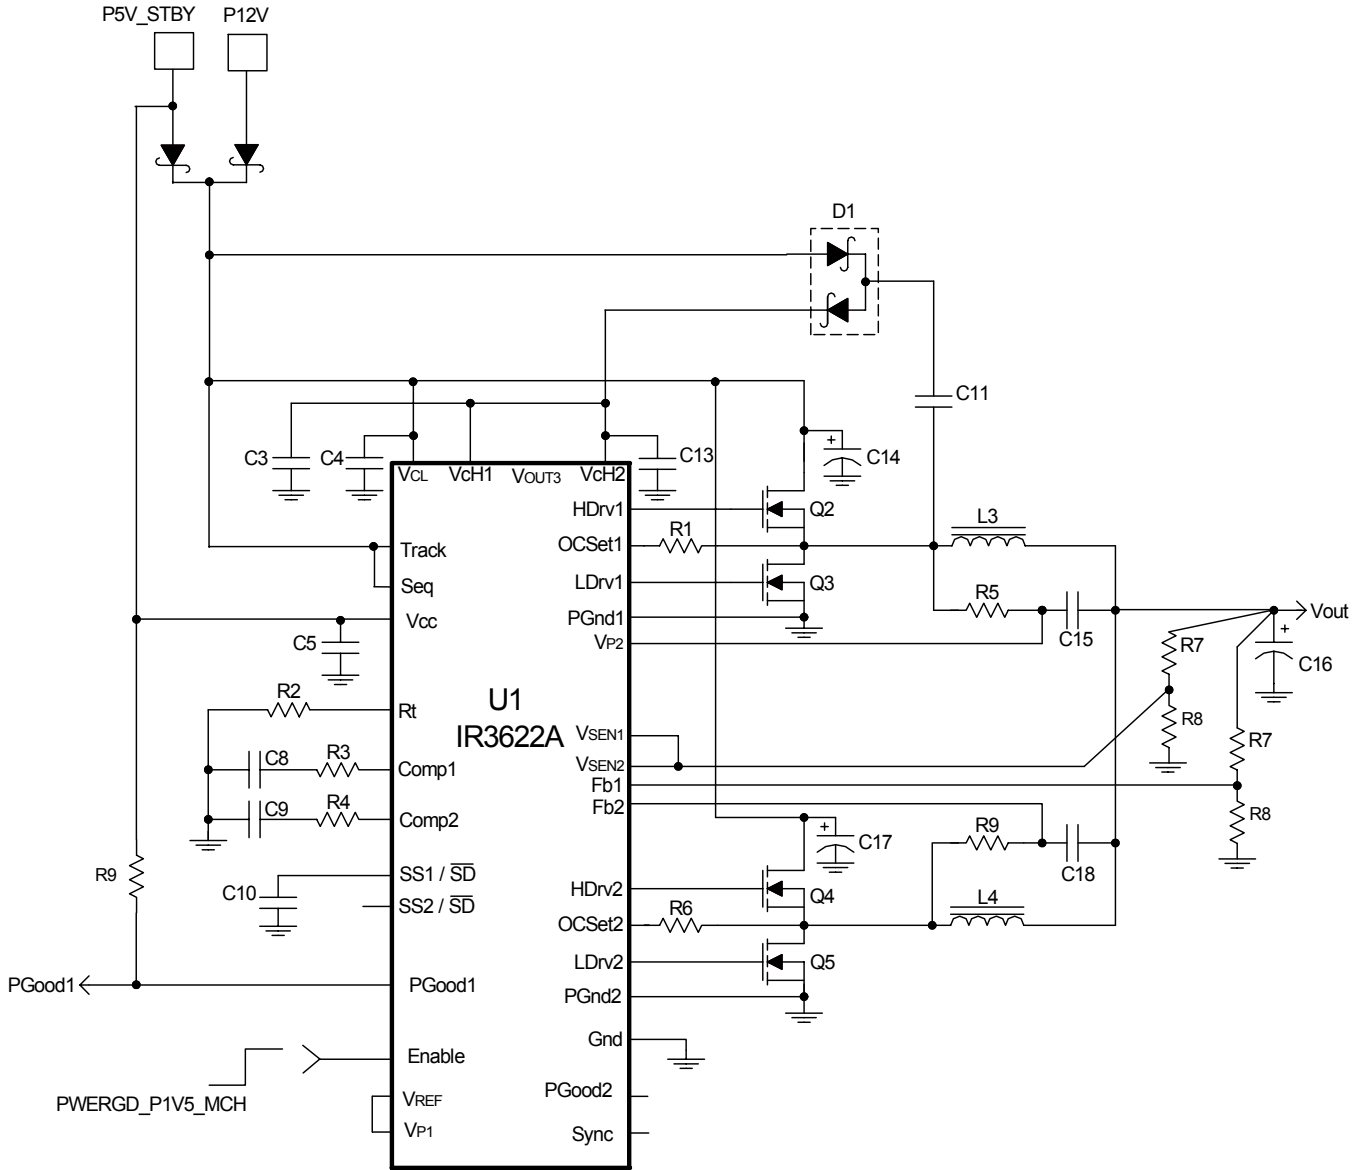 P5V_STBY P12V
D1
C11
C3 C4 C13 C14
VCL VcH1 VOUT3 VcH2
HDrv1 Q2
OCSet1 R1 L3
Track
Seq
LDrv1 Q3
R5
C15
Vout
PGnd1
Vcc
VP2
C5
R7
C16
R2
Rt
U1
IR3622A
R8
VSEN1
R7
C8 R3
Comp1
VSEN2
Fb1
Fb2
C9 R4
Comp2
R8
R9
C17
C18
R9
SS1 / SD
C10
SS2 / SD
HDrv2 Q4
OCSet2 R6 L4
LDrv2 Q5
PGood1
PGood1
PGnd2
Gnd
Enable
PWERGD_P1V5_MCH
VREF
PGood2
VP1
Sync